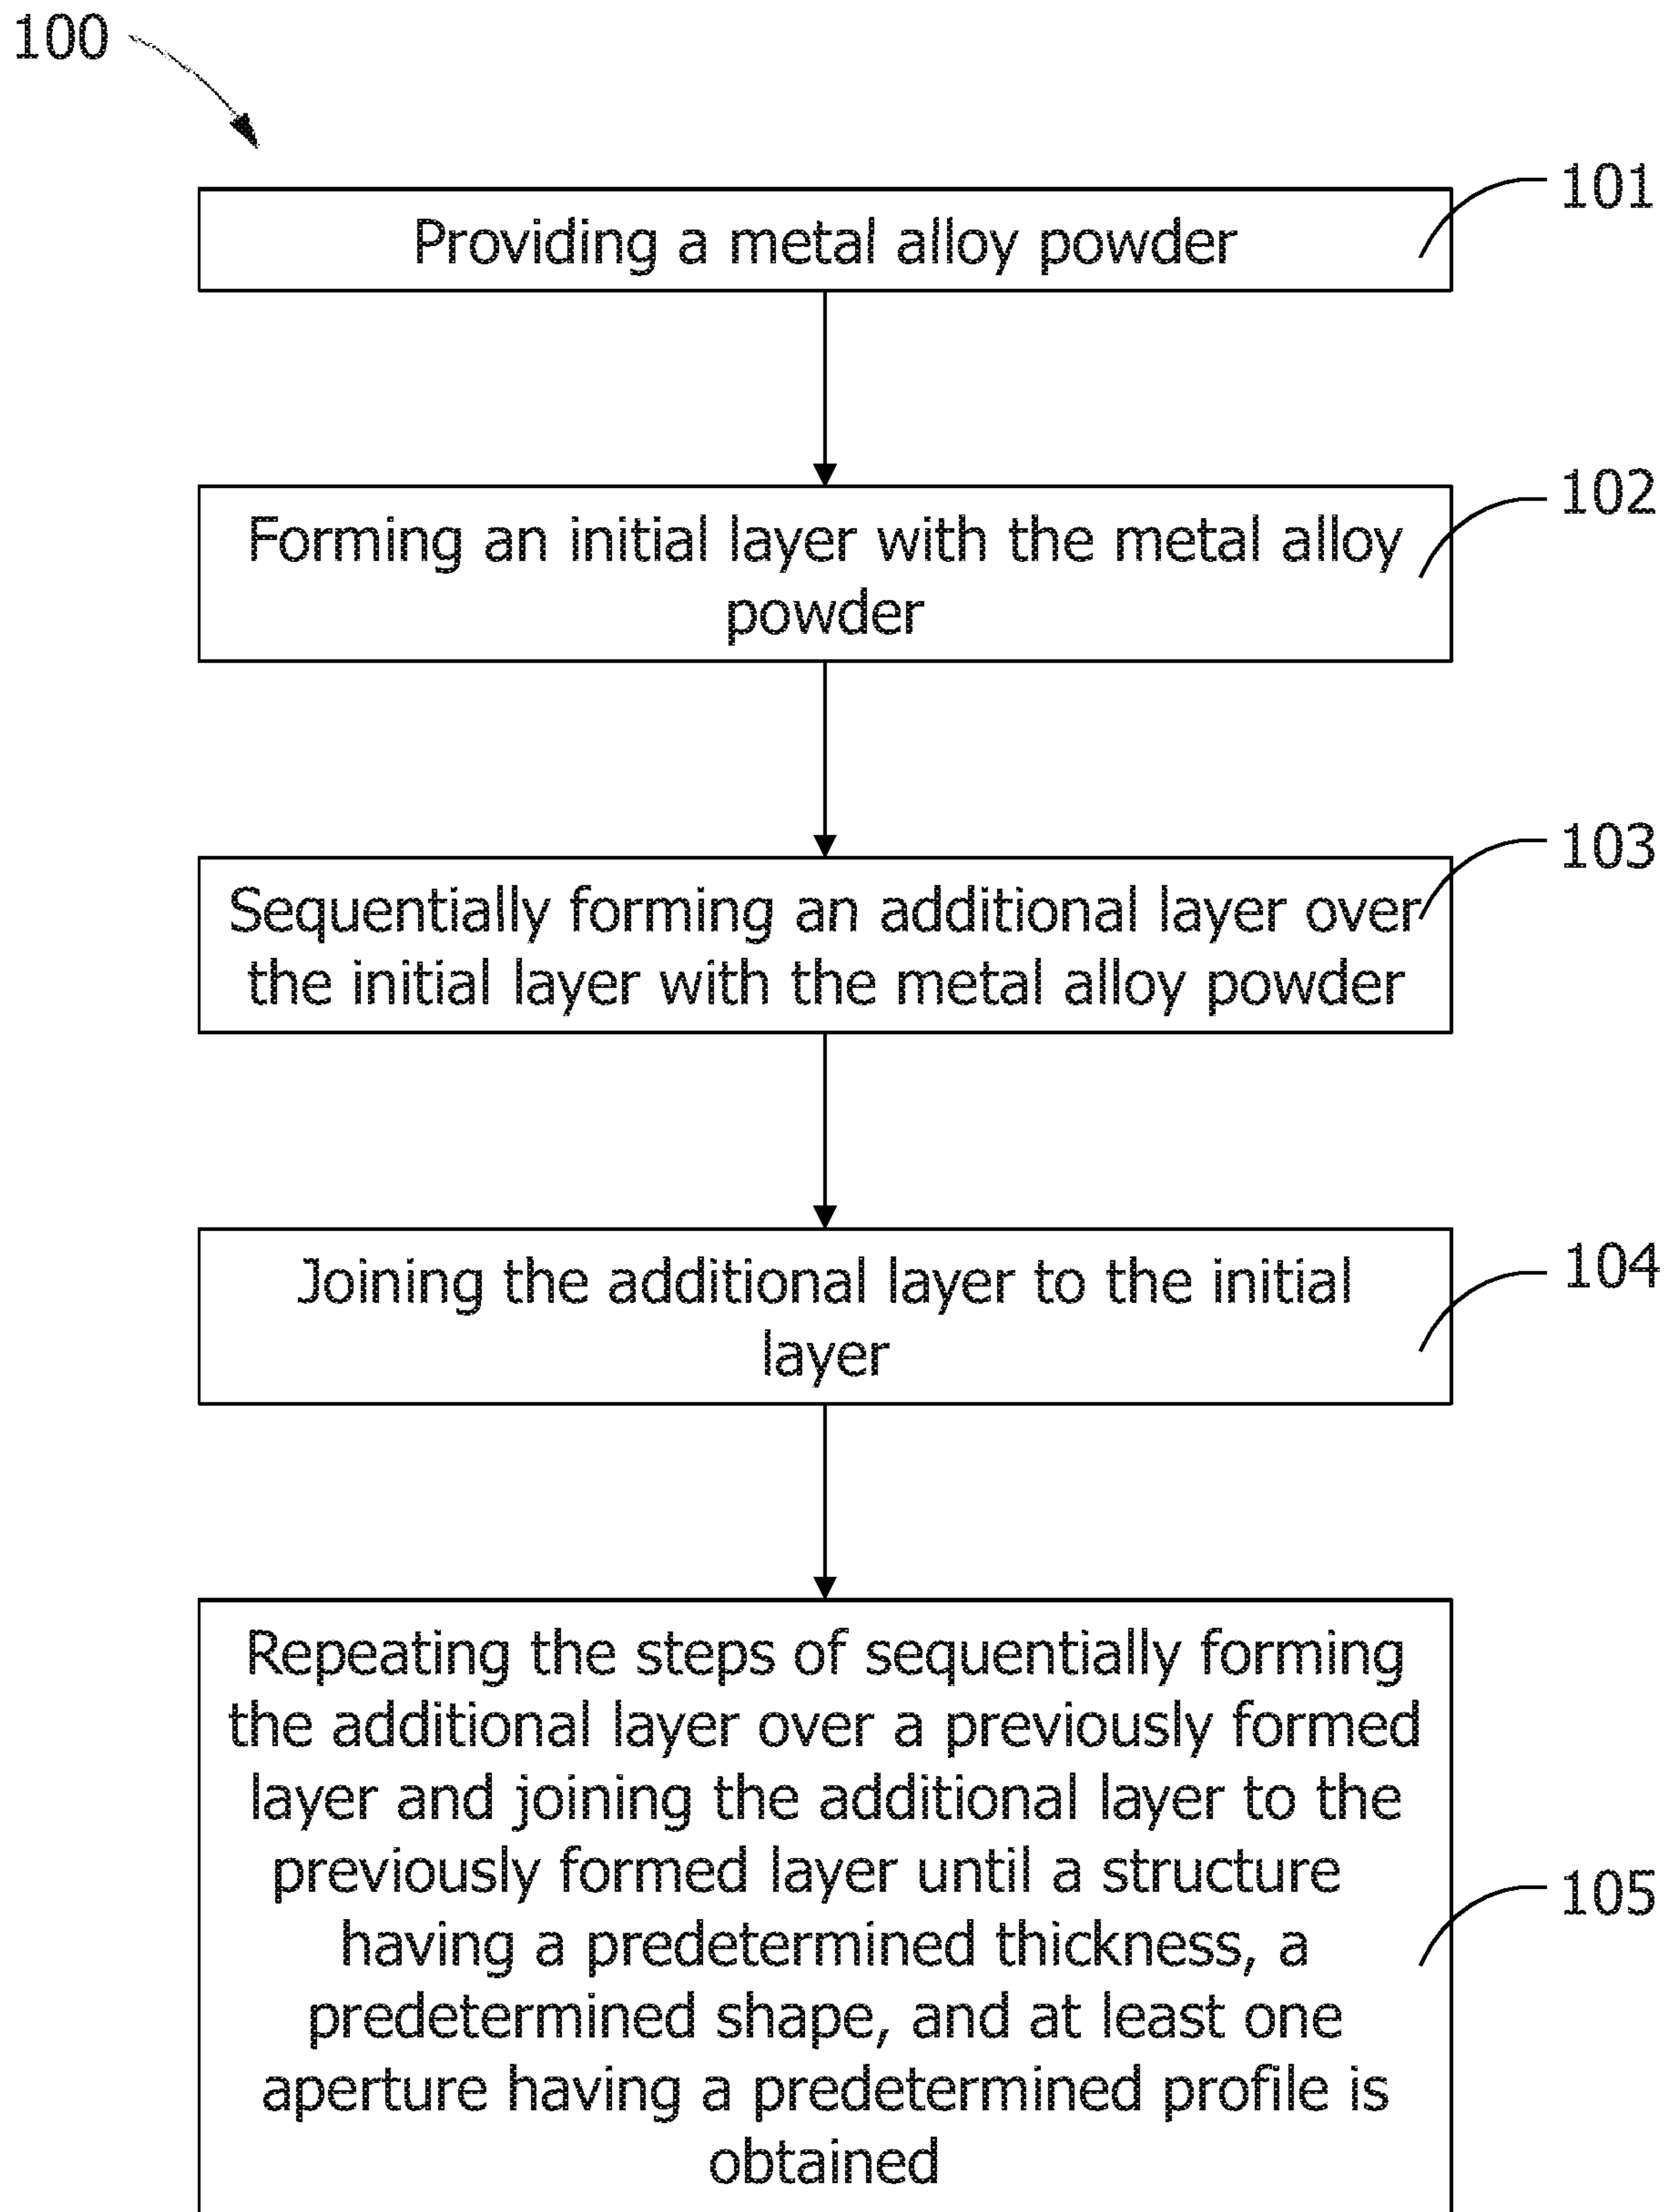 100
101
Providing a metal alloy powder
102
Forming an initial layer with the metal alloy
powder
103
Sequentially forming an additional layer over
the initial layer with the metal alloy powder
104
Joining the additional layer to the initial
layer
Repeating the steps of sequentially forming
the additional layer over a previously formed
layer and joining the additional layer to the
previously formed layer until a structure
105
having a predetermined thickness, a
predetermined shape, and at least one
aperture having a predetermined profile is
obtained